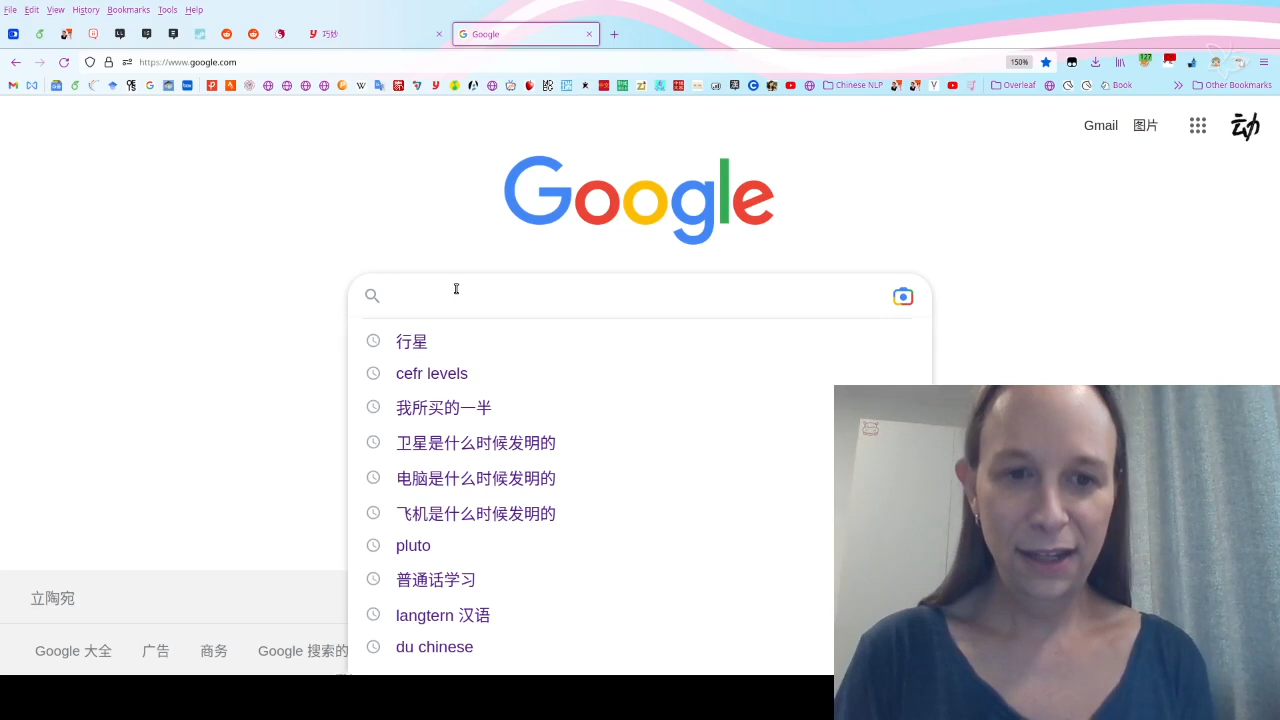 File Edit View History Bookmarks Tools Help
巧妙
Google
https://www.google.com
150%
127
Chinese NLP
Overleaf
Book
Other Bookmarks
Gmail 图片
动
Google
行星
cefr levels
我所买的一半
卫星是什么时候发明的
电脑是什么时候发明的
飞机是什么时候发明的
pluto
普通话学习
langtern 汉语
du chinese
立陶宛
Google 大全 广告 商务 Google 搜索的